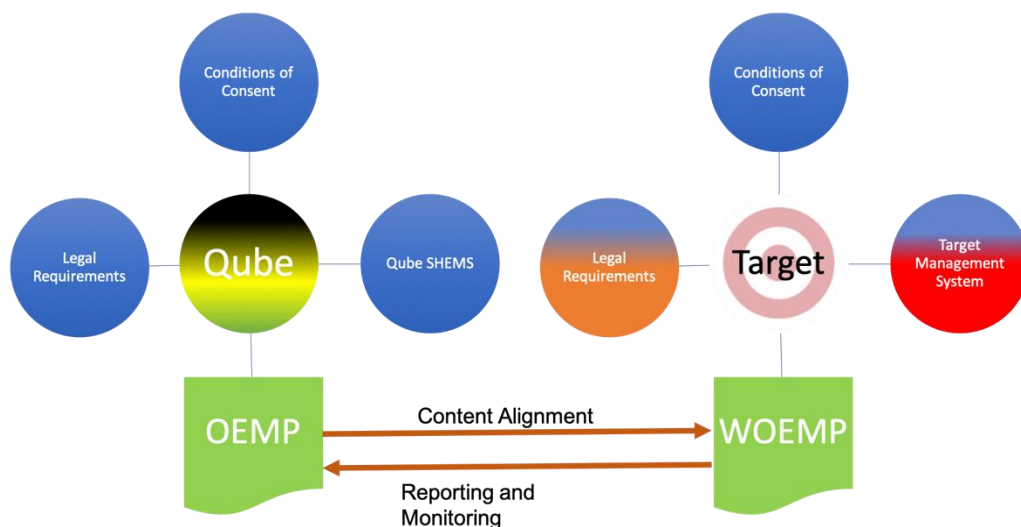 Conditions of
Consent
Legal
Requirements
Qube
Qube SHEMS
OEMP
Conditions of
Consent
Legal
Requirements
Target
Target
Management
System
WOEMP
Content Alignment
Reporting and
Monitoring